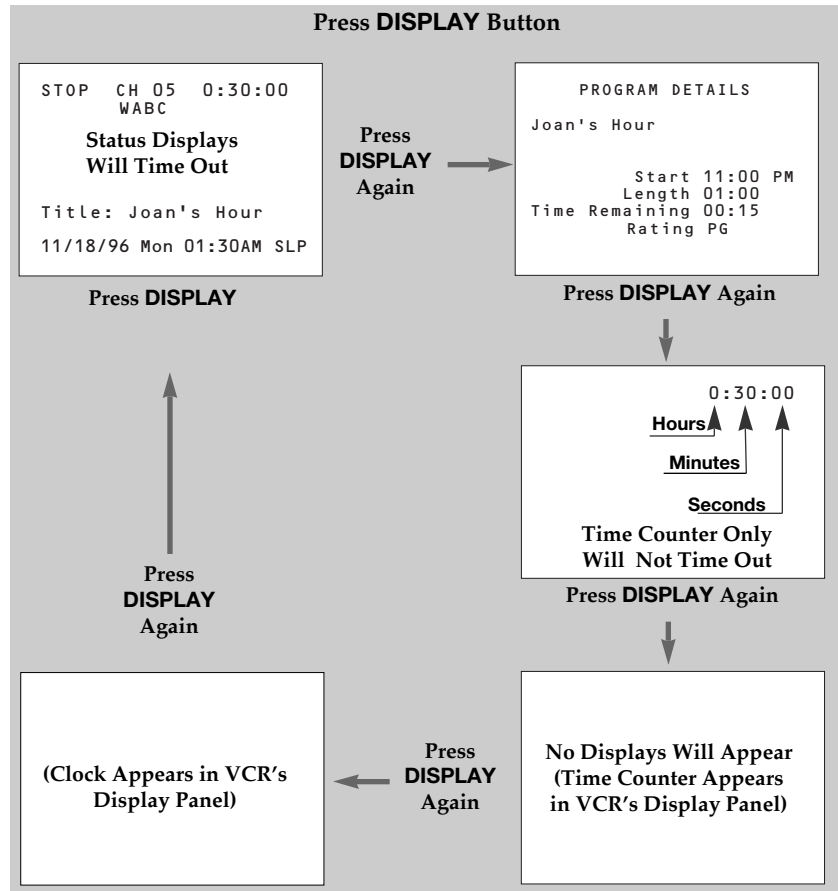 Press DISPLAY Button
STOP CH 05 0:30:00
WABC
Status Displays
Will Time Out
Title: Joan's Hour
11/18/96 Mon 01:30AM SLP
Press DISPLAY
Press
DISPLAY
Again
PROGRAM DETAILS
Joan's Hour
Start 11:00 PM
Length 01:00
Time Remaining 00:15
Rating PG
Press DISPLAY Again
0:30:00
Hours
Minutes
Seconds
Time Counter Only
Will Not Time Out
Press DISPLAY Again
No Displays Will Appear
(Time Counter Appears
in VCR's Display Panel)
Press
DISPLAY
Again
(Clock Appears in VCR's
Display Panel)
Press
DISPLAY
Again